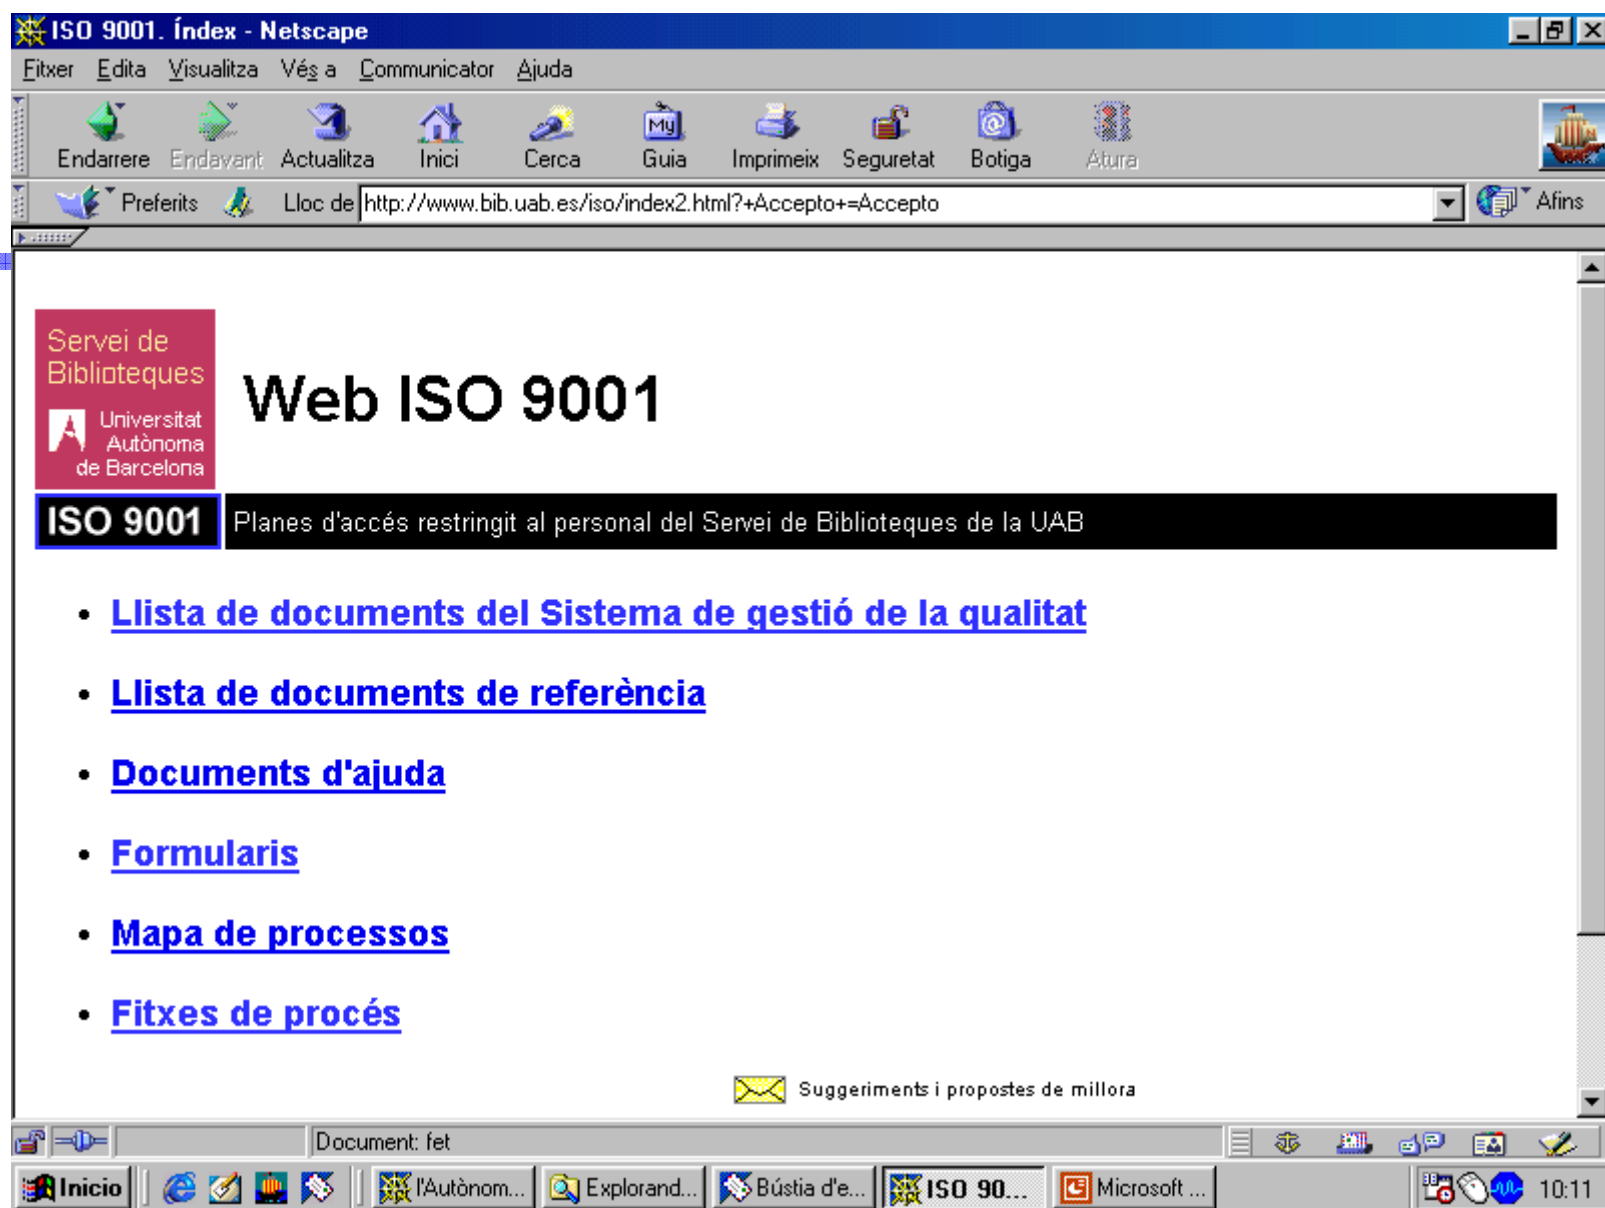 ISO 9001. Índex - Netscape
Fitxer Edita Visualitza Vés a Communicator Ajuda
Endarrere Endavant Actualitza Inici Cerca Guia Imprimeix Seguretat Botiga Atura
My
Preferits Lloc de http://www.bib.uab.es/iso/index2.html?+Accepto+=Accepto Afins
Servei de
Biblioteques
Universitat
Autònoma
de Barcelona
Web ISO 9001
ISO 9001 Planes d'accés restringit al personal del Servei de Biblioteques de la UAB
• Llista de documents del Sistema de gestió de la qualitat
• Llista de documents de referència
• Documents d'ajuda
• Formularis
• Mapa de processos
• Fitxes de procés
Suggeriments i propostes de millora
Document: fet
Inicio l'Autònom... Explorand... Bústia d'e... ISO 90... Microsoft ... 10:11